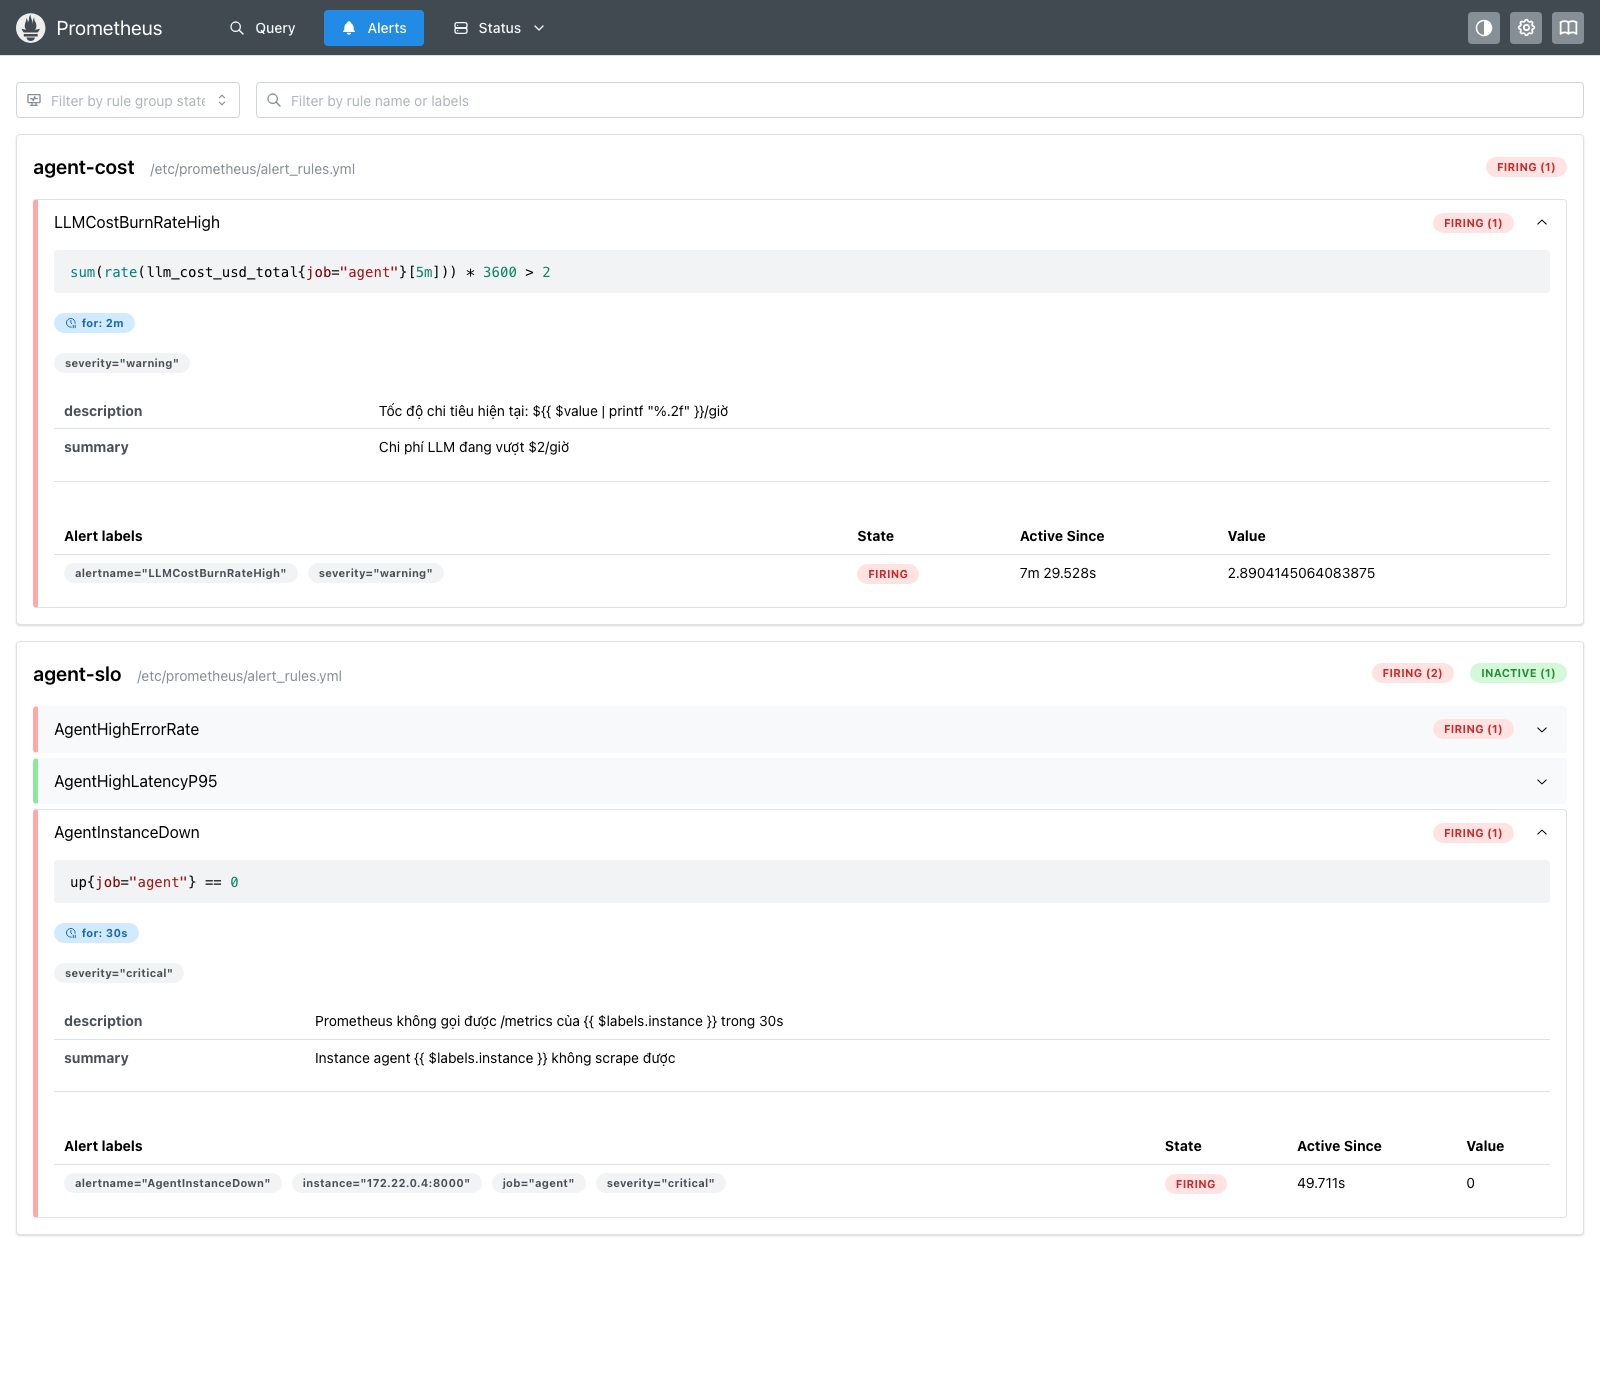 Prometheus
Query
Alerts
Status
Filter by rule group state
Filter by rule name or labels
agent-cost /etc/prometheus/alert_rules.yml FIRING (1)
LLMCostBurnRateHigh FIRING (1)
sum(rate(llm_cost_usd_total{job="agent"}[5m])) * 3600 > 2
for: 2m
severity="warning"
description Tốc độ chi tiêu hiện tại: ${{ $value | printf "%.2f" }}/giờ
summary Chi phí LLM đang vượt $2/giờ
Alert labels State Active Since Value
alertname="LLMCostBurnRateHigh" severity="warning" FIRING 7m 29.528s 2.8904145064083875
agent-slo /etc/prometheus/alert_rules.yml FIRING (2) INACTIVE (1)
AgentHighErrorRate FIRING (1)
AgentHighLatencyP95
AgentInstanceDown FIRING (1)
up{job="agent"} == 0
for: 30s
severity="critical"
description Prometheus không gọi được /metrics của {{ $labels.instance }} trong 30s
summary Instance agent {{ $labels.instance }} không scrape được
Alert labels State Active Since Value
alertname="AgentInstanceDown" instance="172.22.0.4:8000" job="agent" severity="critical" FIRING 49.711s 0